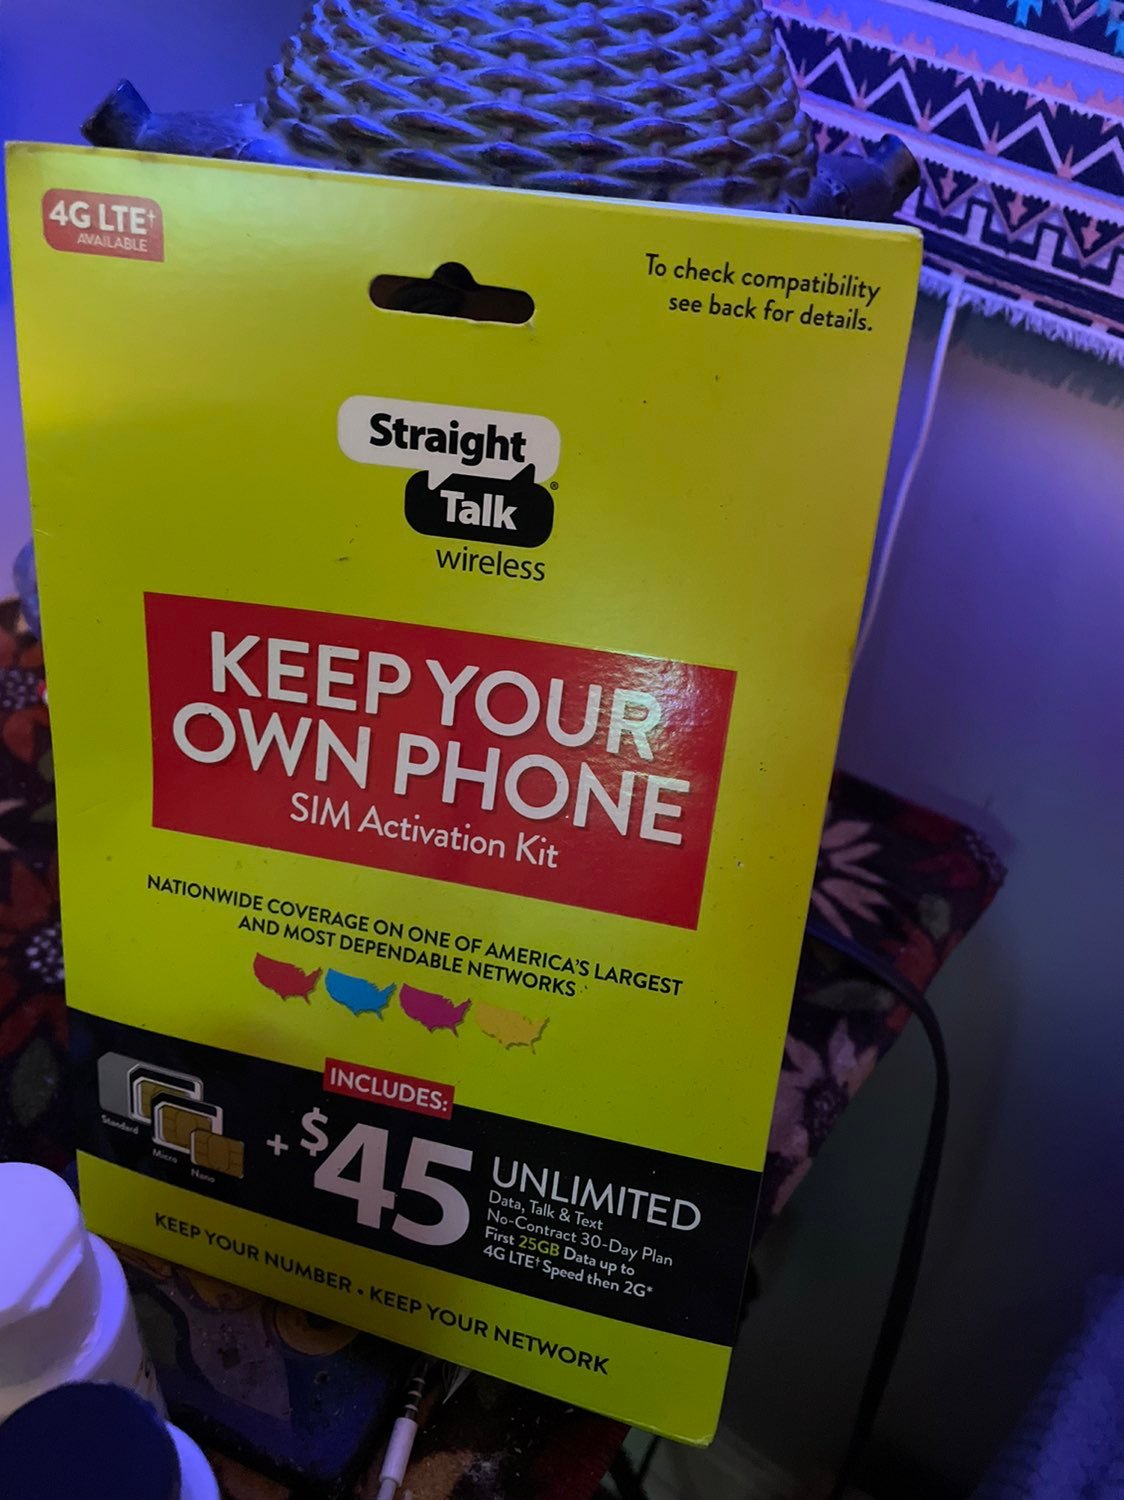 4G LTE†
AVAILABLE
To check compatibility
see back for details.
Straight
Talk®
wireless
KEEP YOUR
OWN PHONE
SIM Activation Kit
NATIONWIDE COVERAGE ON ONE OF AMERICA'S LARGEST
AND MOST DEPENDABLE NETWORKS
INCLUDES:
Standard
Micro
Nano
+ $45
UNLIMITED
Data, Talk & Text
No-Contract 30-Day Plan
First 25GB Data up to
4G LTE† Speed then 2G*
KEEP YOUR NUMBER • KEEP YOUR NETWORK